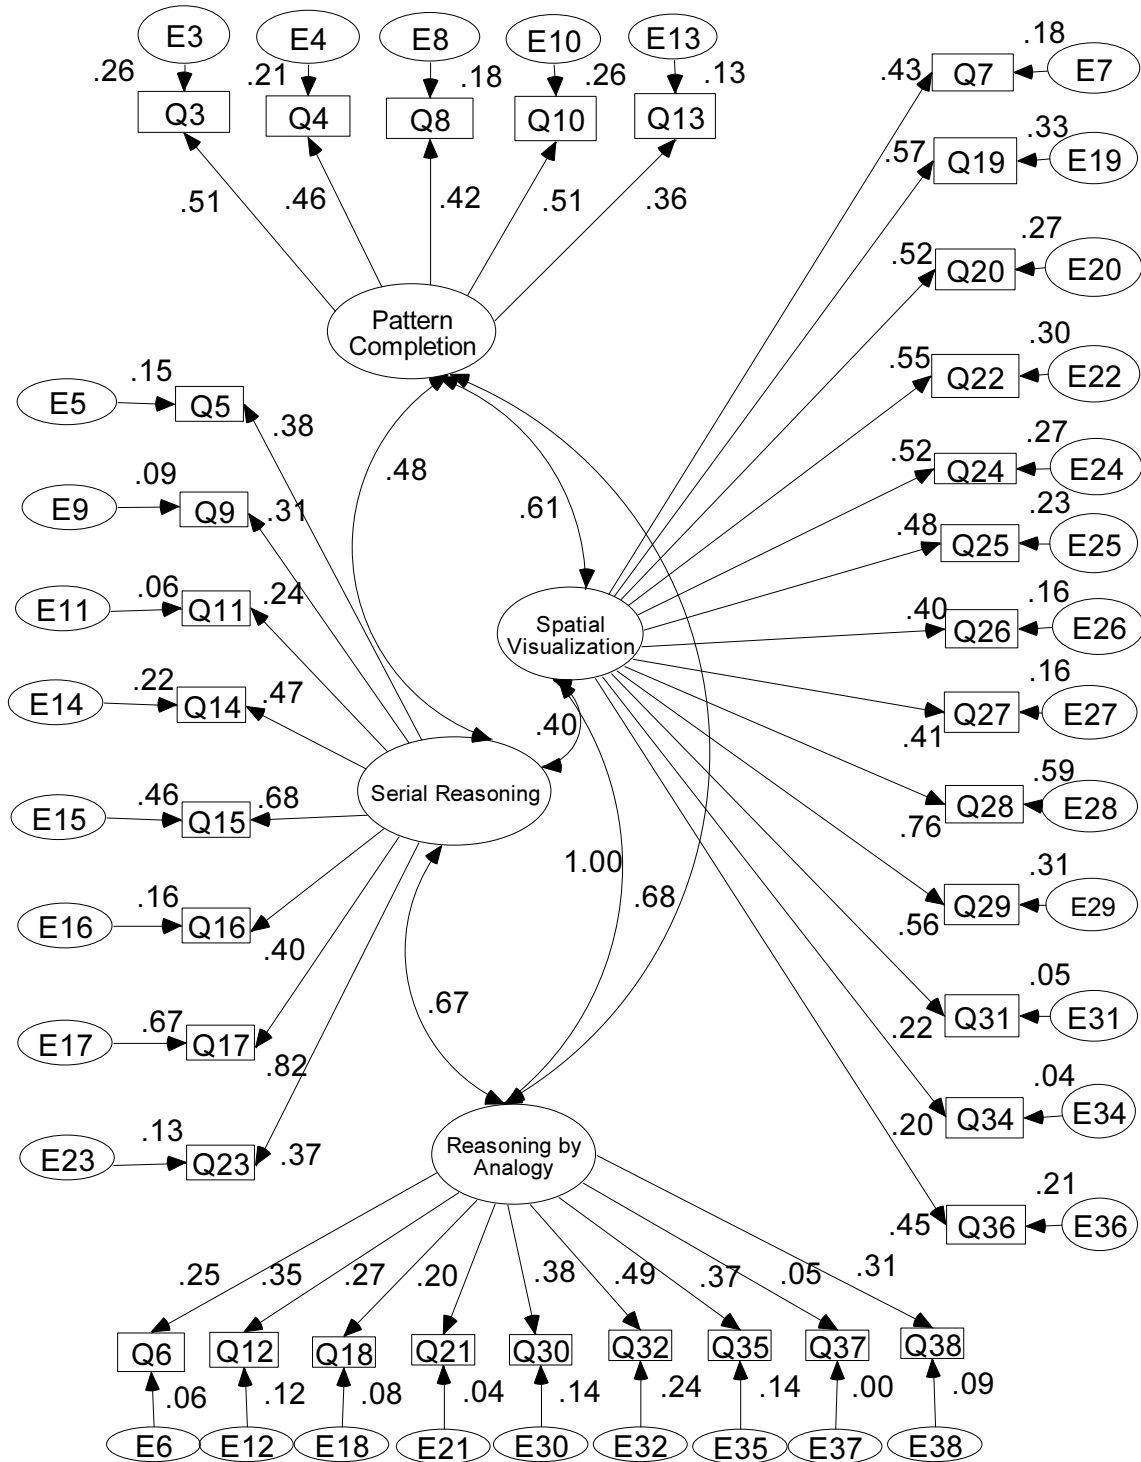 E3 E4 E8 E10 E13
.26 .21 .18 .26 .13
Q3 Q4 Q8 Q10 Q13
.51 .46 .42 .51 .36
Pattern
Completion
.18
.43 Q7 E7
.33
.57 Q19 E19
.27
.52 Q20 E20
.30
.55 Q22 E22
.27
.52 Q24 E24
.23
.48 Q25 E25
.16
.40 Q26 E26
.16
Q27 E27
.41
.59
Q28 E28
.76
.31
Q29 E29
.56
.05
Q31 E31
.22
.04
Q34 E34
.20
.21
.45 Q36 E36
.15
E5 Q5
.38
.09
E9 Q9 .31
.06
E11 Q11 .24
.22
E14 Q14 .47
.46
E15 Q15 .68
.16
E16 Q16
.40
.67
E17 Q17
.82
.13
E23 Q23 .37
.48
.61
Spatial
Visualization
.40
Serial Reasoning
1.00
.68
.67
Reasoning by
Analogy
.25 .35 .27 .20 .38 .49 .37 .05 .31
Q6 Q12 Q18 Q21 Q30 Q32 Q35 Q37 Q38
.06 .12 .08 .04 .14 .24 .14 .00 .09
E6 E12 E18 E21 E30 E32 E35 E37 E38